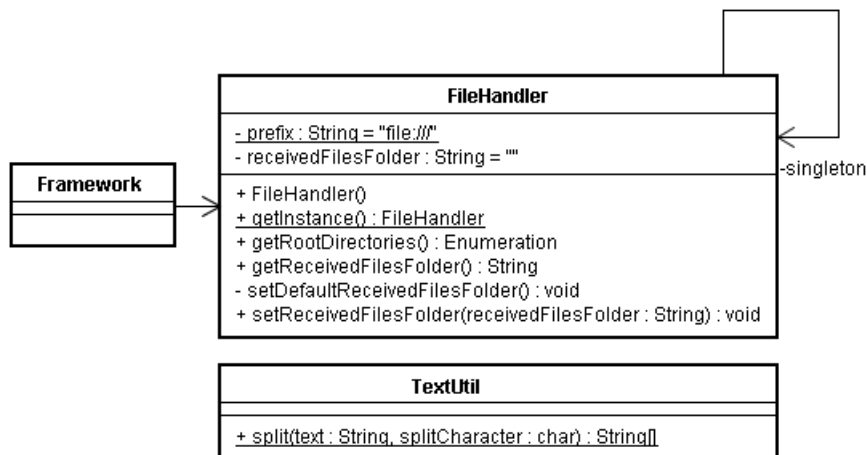 FileHandler
- prefix : String = "file:///"
- receivedFilesFolder : String = ""
-singleton
Framework
+ FileHandler()
+ getInstance() : FileHandler
+ getRootDirectories() : Enumeration
+ getReceivedFilesFolder() : String
- setDefaultReceivedFilesFolder() : void
+ setReceivedFilesFolder(receivedFilesFolder : String) : void
TextUtil
+ split(text : String, splitCharacter : char) : String[]